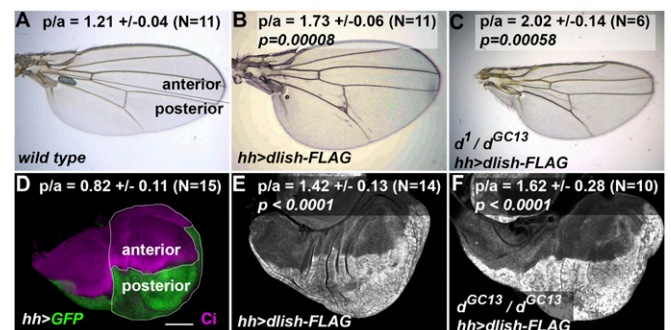 A p/a = 1.21 +/-0.04 (N=11)
anterior
posterior
wild type
B p/a = 1.73 +/-0.06 (N=11)
p=0.00008
hh>dlish-FLAG
C p/a = 2.02 +/-0.14 (N=6)
p=0.00058
d1 / dGC13
hh>dlish-FLAG
D p/a = 0.82 +/- 0.11 (N=15)
anterior
posterior
hh>GFP
Ci
E p/a = 1.42 +/- 0.13 (N=14)
p < 0.0001
hh>dlish-FLAG
F p/a = 1.62 +/- 0.28 (N=10)
p < 0.0001
dGC13 / dGC13
hh>dlish-FLAG